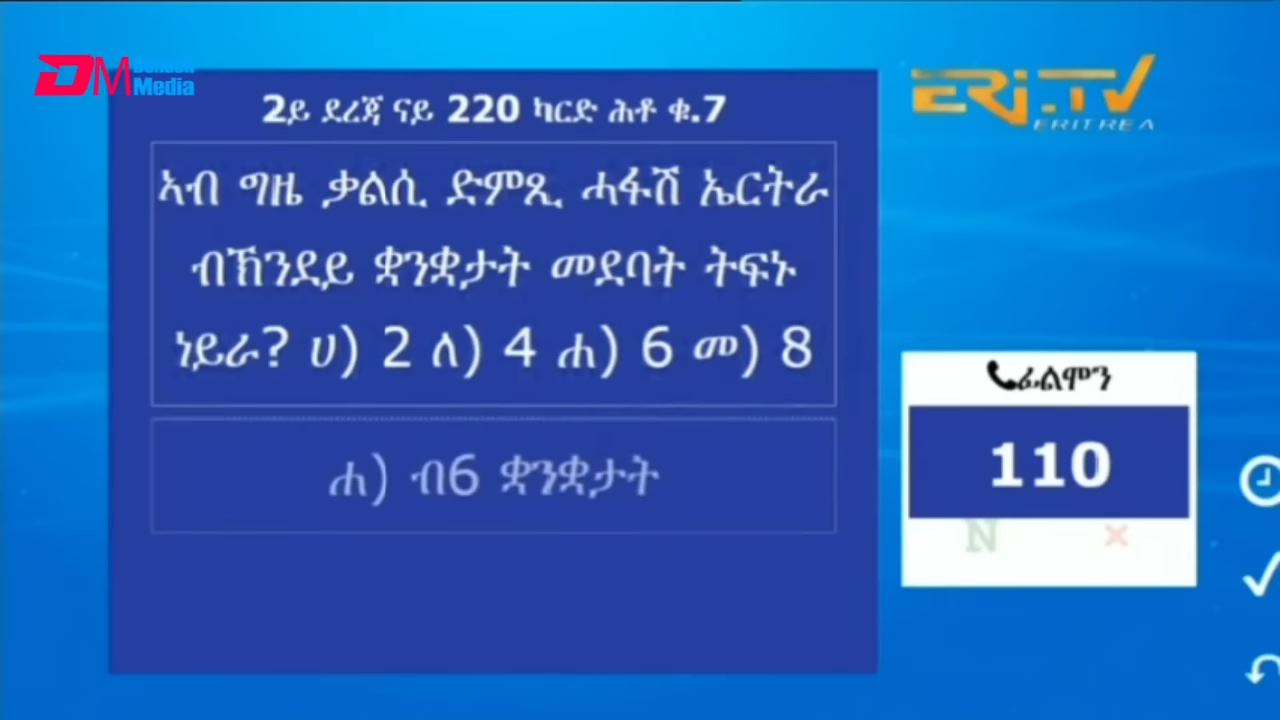 Media
2ይ ደረጃ ናይ 220 ካርድ ሕቶ ቁ.7
ኣብ ግዜ ቃልሲ ድምጺ ሓፋሽ ኤርትራ
ብኽንደይ ቋንቋታት መደባት ትፍኑ
ነይራ? ሀ) 2 ለ) 4 ሐ) 6 መ) 8
ሐ) ብ6 ቋንቋታት
ERi.TV
ERITREA
ፊልሞን
110
N ×